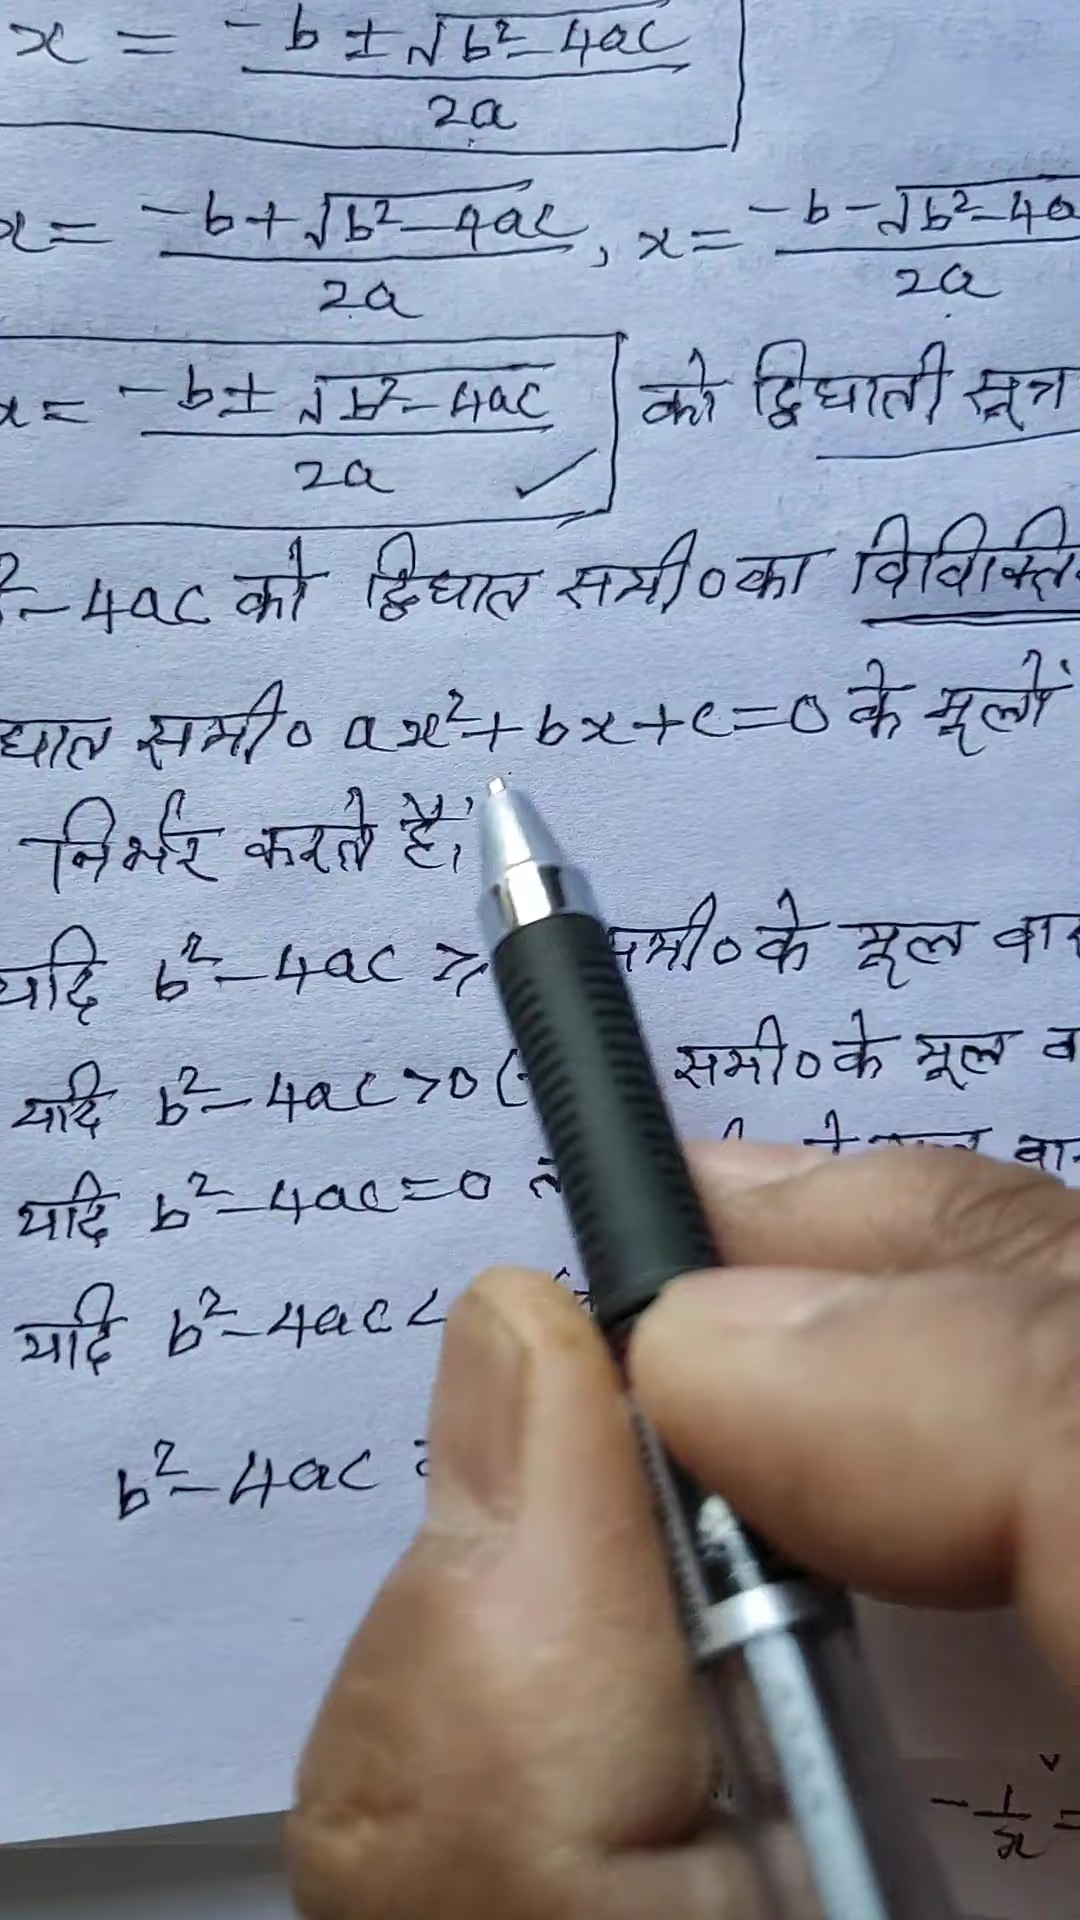 x = -b ± √b² - 4ac / 2a
x = -b + √b² - 4ac / 2a , x = -b - √b² - 4a / 2a
x = -b ± √b² - 4ac / 2a को द्विघाती सूत्र
- 4ac को द्विघात समी० का
समी० ax² + bx + c = 0 के मूलों
निर्भर करते हैं।
यदि b² - 4ac ≥ समी० के मूल
यदि b² - 4ac > 0 ( समी० के मूल
यदि b² - 4ac = 0
यदि b² - 4ac <
b² - 4ac =
- 1/x =